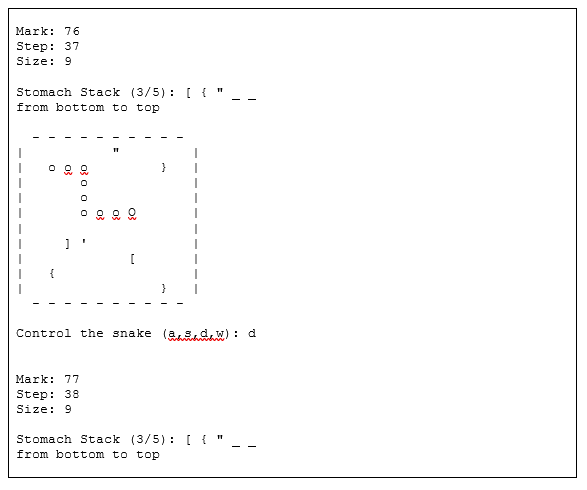 Mark: 76
Step: 37
Size: 9
Stomach Stack (3/5): [ { " _ _
from bottom to top
  - - - - - - - - - -
|           "         |
|   o o o         }   |
|       o             |
|       o             |
|       o o o O       |
|                     |
|     ] '             |
|             [       |
|   {                 |
|                 }   |
  - - - - - - - - - -
Control the snake (a,s,d,w): d
Mark: 77
Step: 38
Size: 9
Stomach Stack (3/5): [ { " _ _
from bottom to top